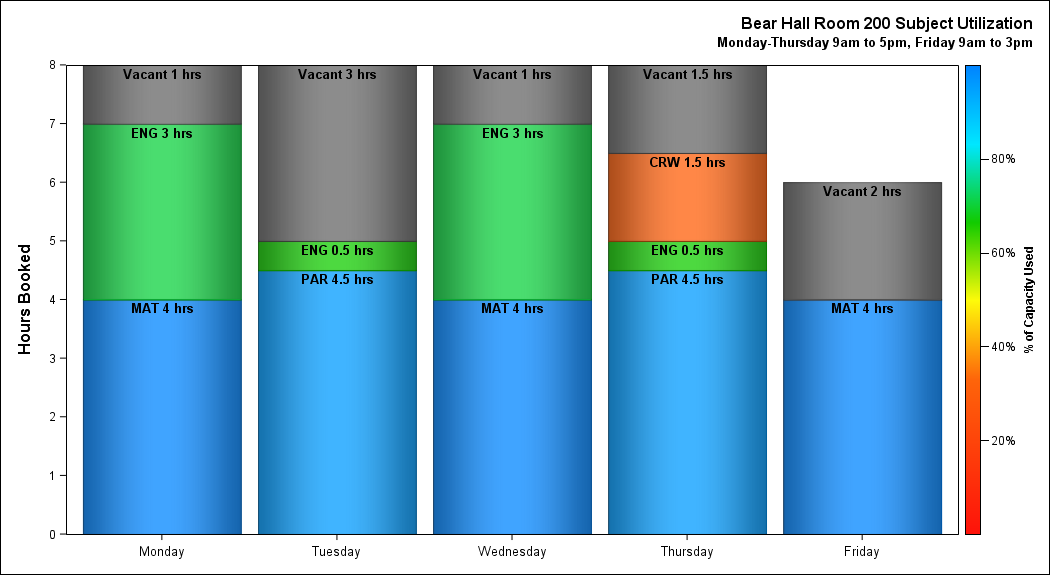 Bear Hall Room 200 Subject Utilization
Monday-Thursday 9am to 5pm, Friday 9am to 3pm
Hours Booked
8
7
6
5
4
3
2
1
0
Vacant 1 hrs
ENG 3 hrs
MAT 4 hrs
Vacant 3 hrs
ENG 0.5 hrs
PAR 4.5 hrs
Vacant 1 hrs
ENG 3 hrs
MAT 4 hrs
Vacant 1.5 hrs
CRW 1.5 hrs
ENG 0.5 hrs
PAR 4.5 hrs
Vacant 2 hrs
MAT 4 hrs
Monday
Tuesday
Wednesday
Thursday
Friday
80%
60%
40%
20%
% of Capacity Used